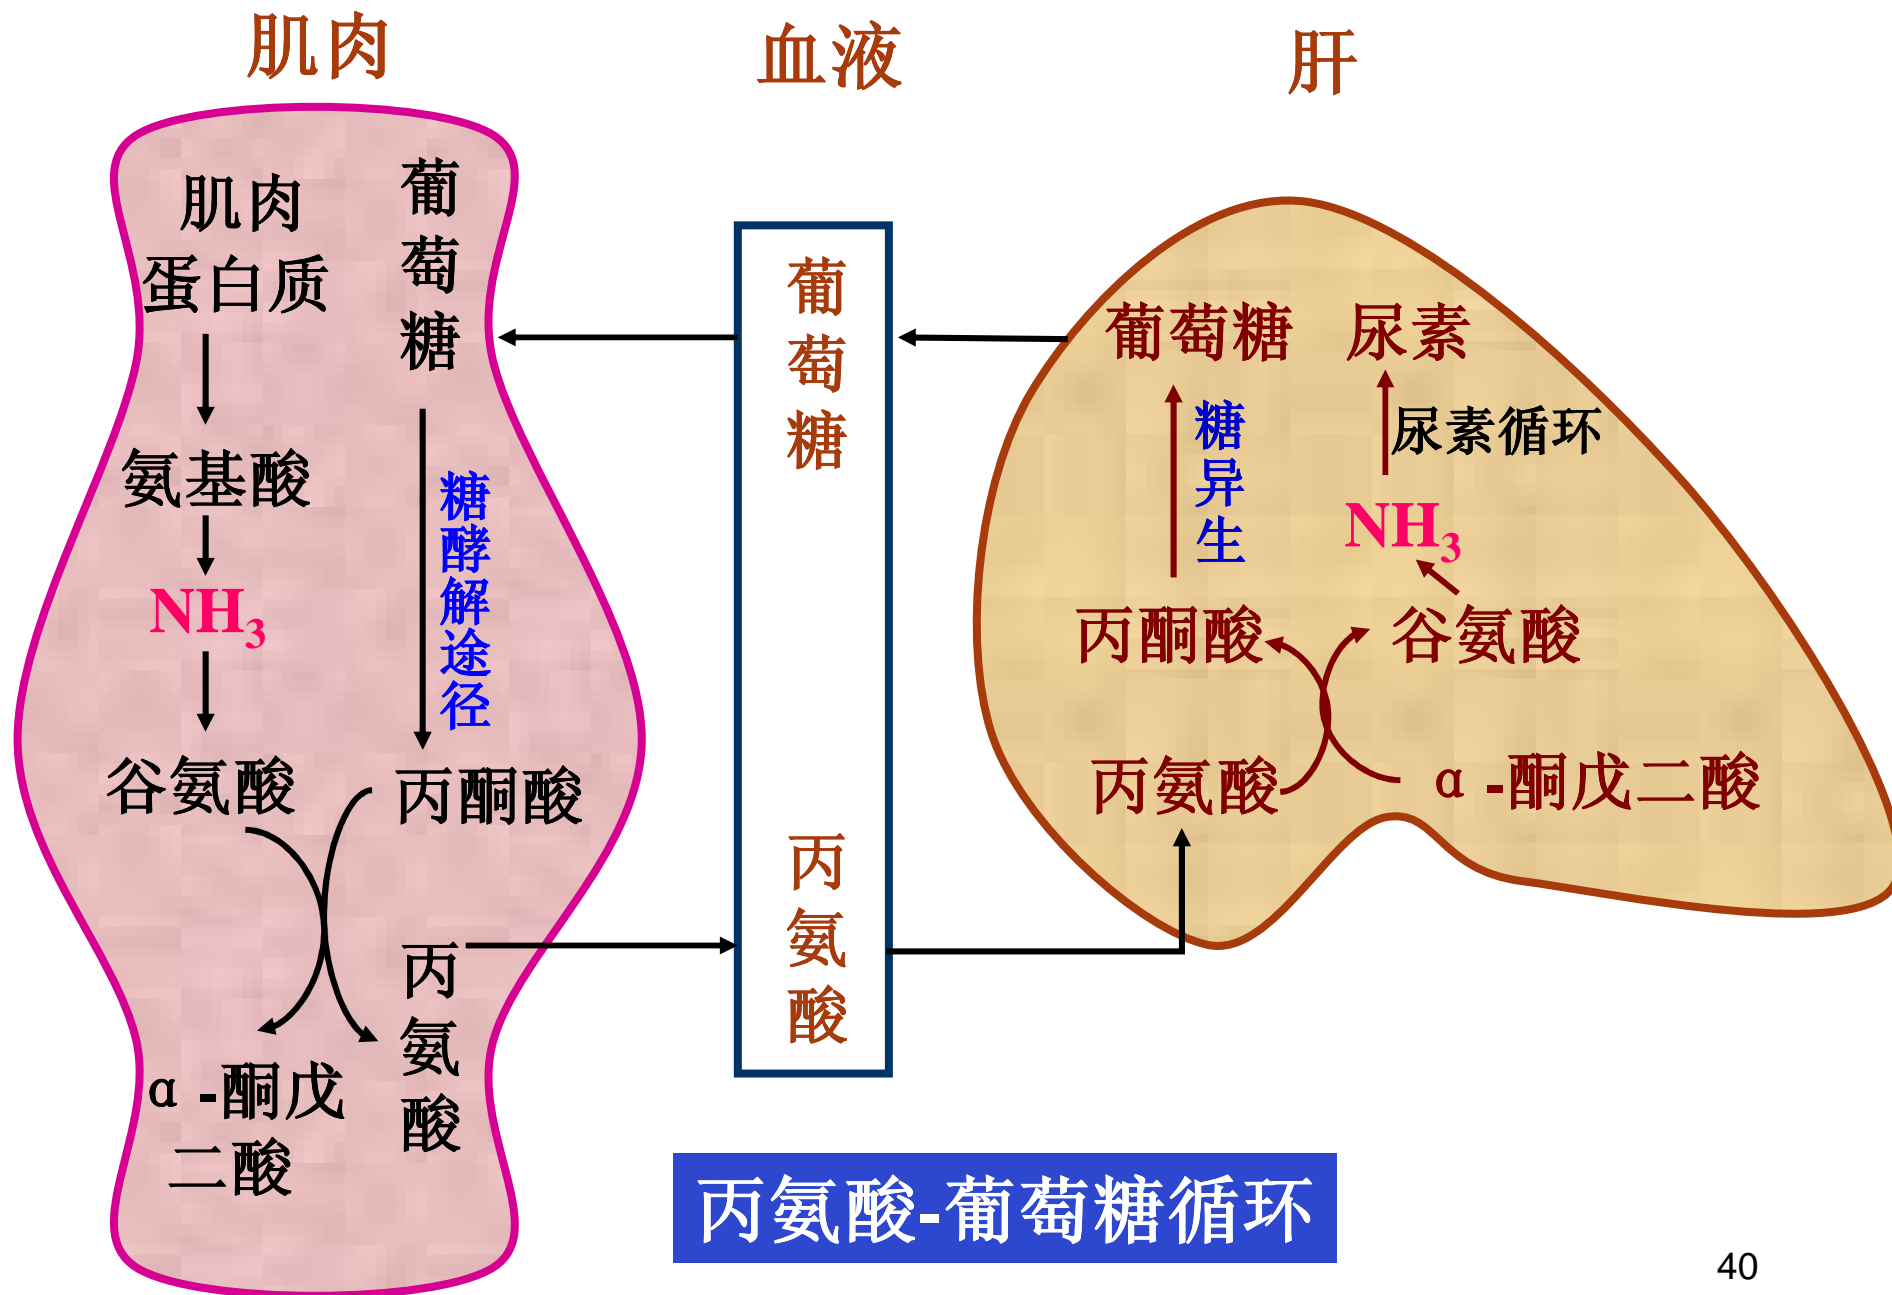 肌肉
血液
肝
肌肉
蛋白质
氨基酸
NH₃
谷氨酸
α-酮戊
二酸
葡萄糖
糖酵解途径
丙酮酸
丙氨酸
葡萄糖
丙氨酸
葡萄糖
尿素
糖异生
尿素循环
NH₃
丙酮酸
谷氨酸
丙氨酸
α-酮戊二酸
丙氨酸-葡萄糖循环
40